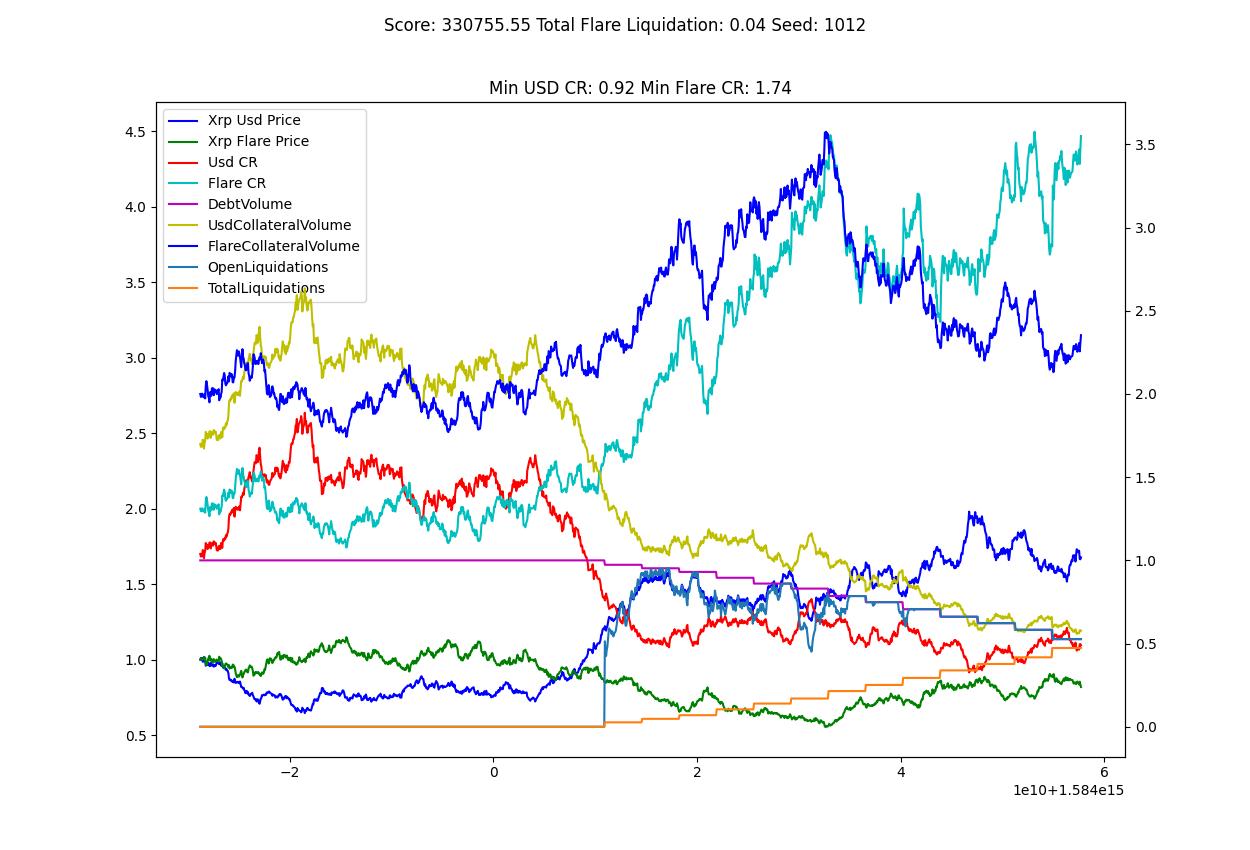 Score: 330755.55 Total Flare Liquidation: 0.04 Seed: 1012
Min USD CR: 0.92 Min Flare CR: 1.74
Xrp Usd Price
Xrp Flare Price
Usd CR
Flare CR
DebtVolume
UsdCollateralVolume
FlareCollateralVolume
OpenLiquidations
TotalLiquidations
4.5
4.0
3.5
3.0
2.5
2.0
1.5
1.0
0.5
3.5
3.0
2.5
2.0
1.5
1.0
0.5
0.0
−2
0
2
4
6
1e10+1.584e15